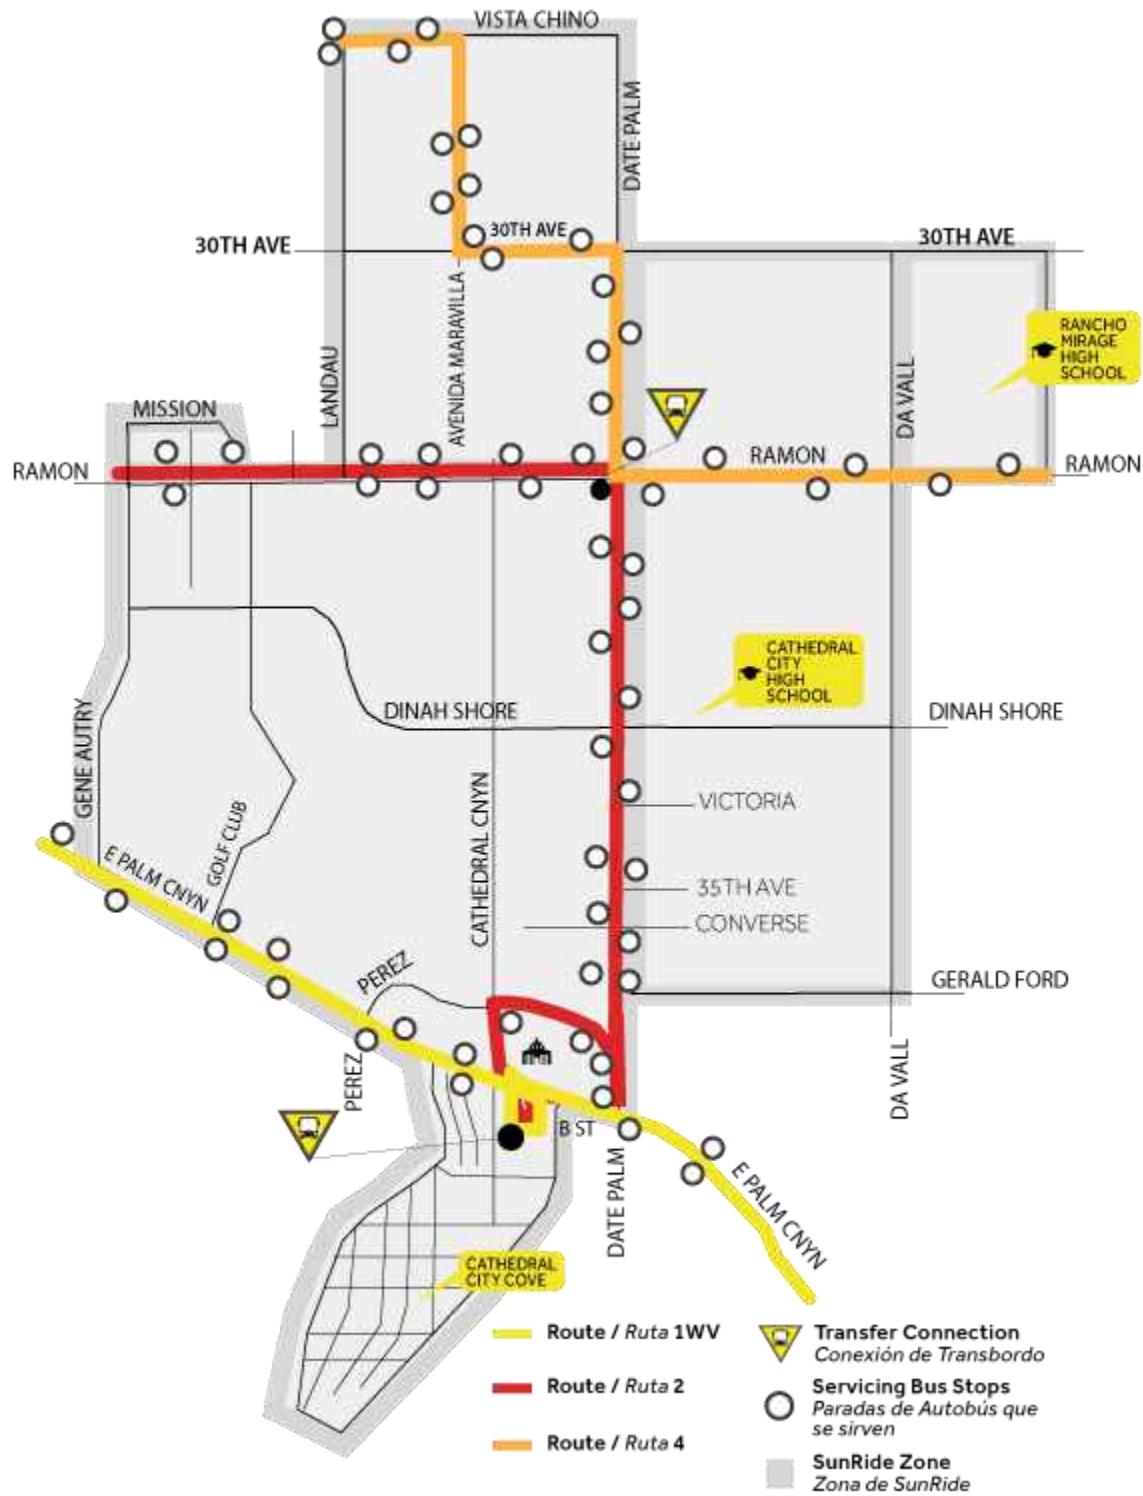 VISTA CHINO
DATE PALM
30TH AVE
30TH AVE
30TH AVE
AVENIDA MARAVILLA
LANDAU
RANCHO
MIRAGE
HIGH
SCHOOL
DA VALL
MISSION
RAMON
RAMON
RAMON
CATHEDRAL
CITY
HIGH
SCHOOL
DINAH SHORE
DINAH SHORE
GENE AUTRY
GOLF CLUB
CATHEDRAL CNYN
VICTORIA
E PALM CNYN
35TH AVE
CONVERSE
PEREZ
GERALD FORD
PEREZ
DA VALL
B ST
DATE PALM
E PALM CNYN
CATHEDRAL
CITY COVE
Route / Ruta 1WV
Route / Ruta 2
Route / Ruta 4
Transfer Connection
Conexión de Transbordo
Servicing Bus Stops
Paradas de Autobús que
se sirven
SunRide Zone
Zona de SunRide